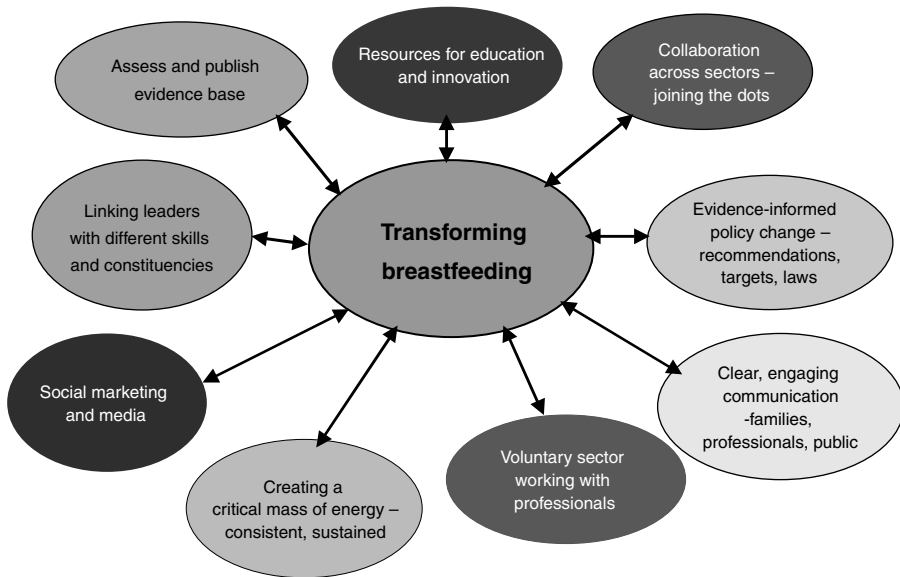 Assess and publish
evidence base
Resources for education
and innovation
Collaboration
across sectors –
joining the dots
Linking leaders
with different skills
and constituencies
Transforming
breastfeeding
Evidence-informed
policy change –
recommendations,
targets, laws
Social marketing
and media
Creating a
critical mass of energy –
consistent, sustained
Voluntary sector
working with
professionals
Clear, engaging
communication
-families,
professionals, public